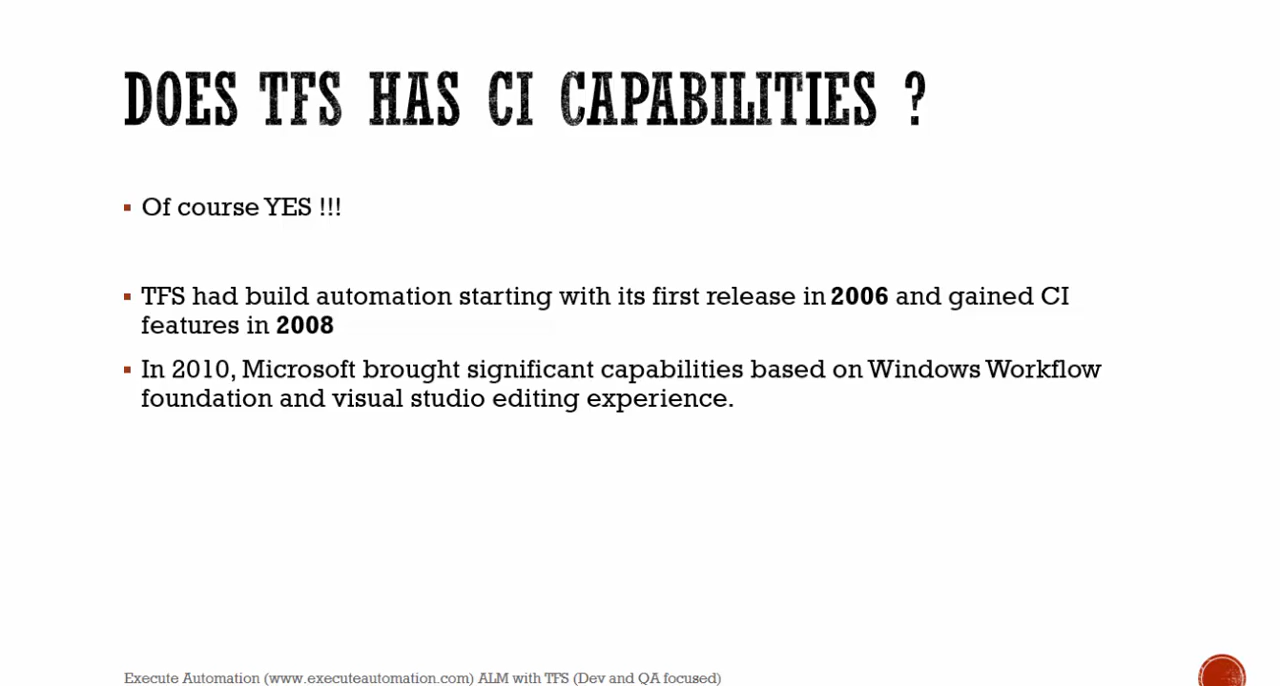 DOES TFS HAS CI CAPABILITIES ?
Of course YES !!!
TFS had build automation starting with its first release in 2006 and gained CI
features in 2008
In 2010, Microsoft brought significant capabilities based on Windows Workflow
foundation and visual studio editing experience.
Execute Automation (www.executeautomation.com) ALM with TFS (Dev and QA focused)